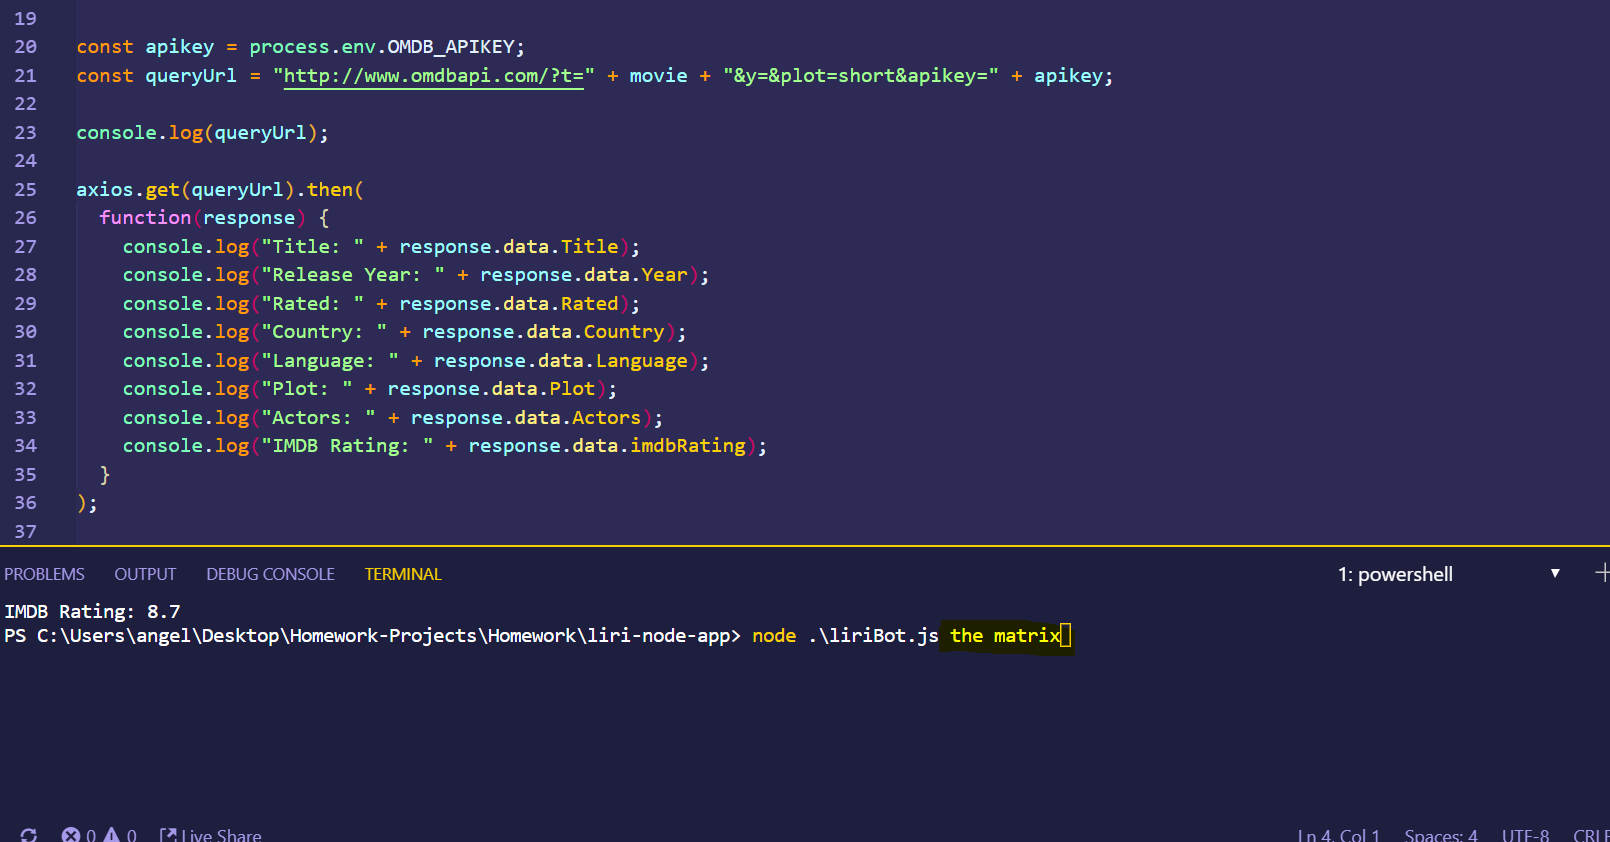 19
20 const apikey = process.env.OMDB_APIKEY;
21 const queryUrl = "http://www.omdbapi.com/?t=" + movie + "&y=&plot=short&apikey=" + apikey;
22
23 console.log(queryUrl);
24
25 axios.get(queryUrl).then(
26   function(response) {
27     console.log("Title: " + response.data.Title);
28     console.log("Release Year: " + response.data.Year);
29     console.log("Rated: " + response.data.Rated);
30     console.log("Country: " + response.data.Country);
31     console.log("Language: " + response.data.Language);
32     console.log("Plot: " + response.data.Plot);
33     console.log("Actors: " + response.data.Actors);
34     console.log("IMDB Rating: " + response.data.imdbRating);
35   }
36 );
37
PROBLEMS OUTPUT DEBUG CONSOLE TERMINAL 1: powershell
IMDB Rating: 8.7
PS C:\Users\angel\Desktop\Homework-Projects\Homework\liri-node-app> node .\liriBot.js the matrix
0 0 Live Share Ln 4, Col 1 Spaces: 4 UTF-8 CRLF